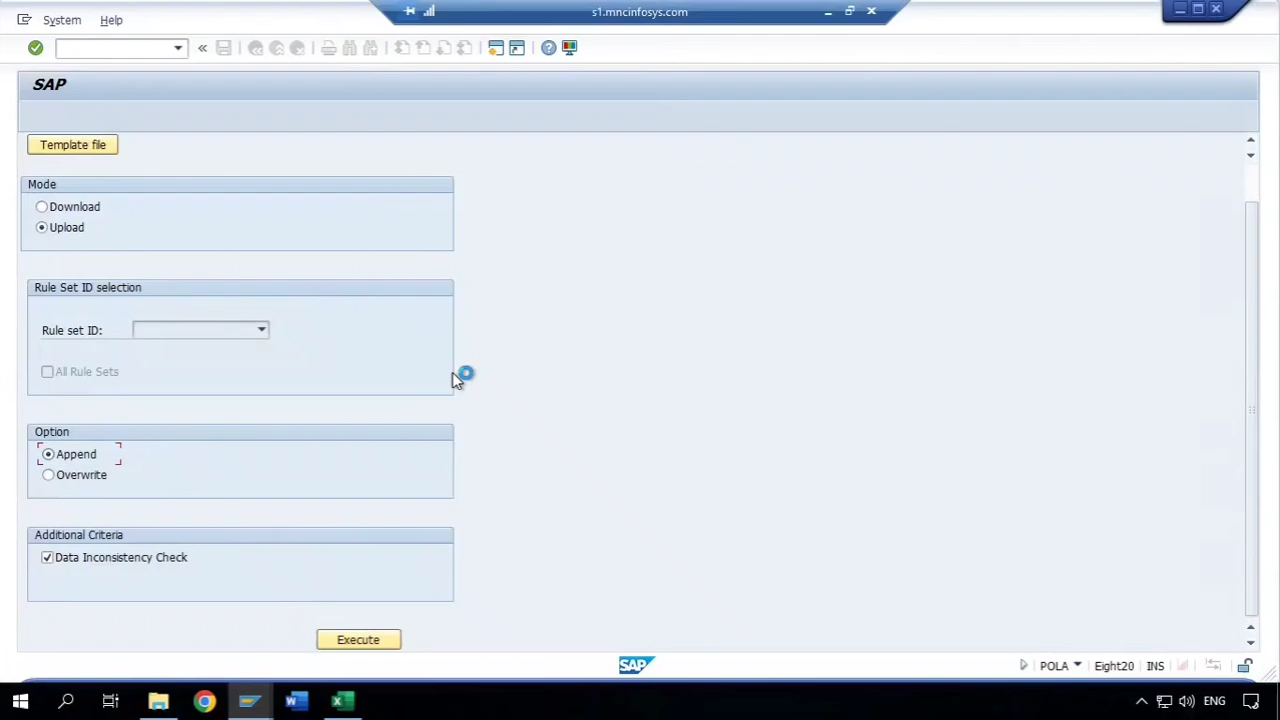 s1.mncinfosys.com
System Help
SAP
Template file
Mode
Download
Upload
Rule Set ID selection
Rule set ID:
All Rule Sets
Option
Append
Overwrite
Additional Criteria
Data Inconsistency Check
Execute
SAP
POLA Eight20 INS
ENG